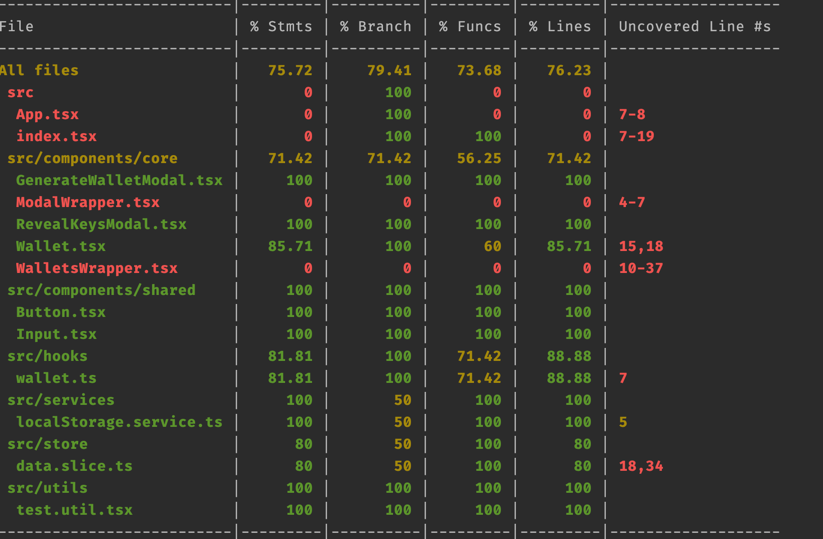 File | % Stmts | % Branch | % Funcs | % Lines | Uncovered Line #s
All files | 75.72 | 79.41 | 73.68 | 76.23 |
src | 0 | 100 | 0 | 0 |
App.tsx | 0 | 100 | 0 | 0 | 7-8
index.tsx | 0 | 100 | 100 | 0 | 7-19
src/components/core | 71.42 | 71.42 | 56.25 | 71.42 |
GenerateWalletModal.tsx | 100 | 100 | 100 | 100 |
ModalWrapper.tsx | 0 | 0 | 0 | 0 | 4-7
RevealKeysModal.tsx | 100 | 100 | 100 | 100 |
Wallet.tsx | 85.71 | 100 | 60 | 85.71 | 15,18
WalletsWrapper.tsx | 0 | 0 | 0 | 0 | 10-37
src/components/shared | 100 | 100 | 100 | 100 |
Button.tsx | 100 | 100 | 100 | 100 |
Input.tsx | 100 | 100 | 100 | 100 |
src/hooks | 81.81 | 100 | 71.42 | 88.88 |
wallet.ts | 81.81 | 100 | 71.42 | 88.88 | 7
src/services | 100 | 50 | 100 | 100 |
localStorage.service.ts | 100 | 50 | 100 | 100 | 5
src/store | 80 | 50 | 100 | 80 |
data.slice.ts | 80 | 50 | 100 | 80 | 18,34
src/utils | 100 | 100 | 100 | 100 |
test.util.tsx | 100 | 100 | 100 | 100 |